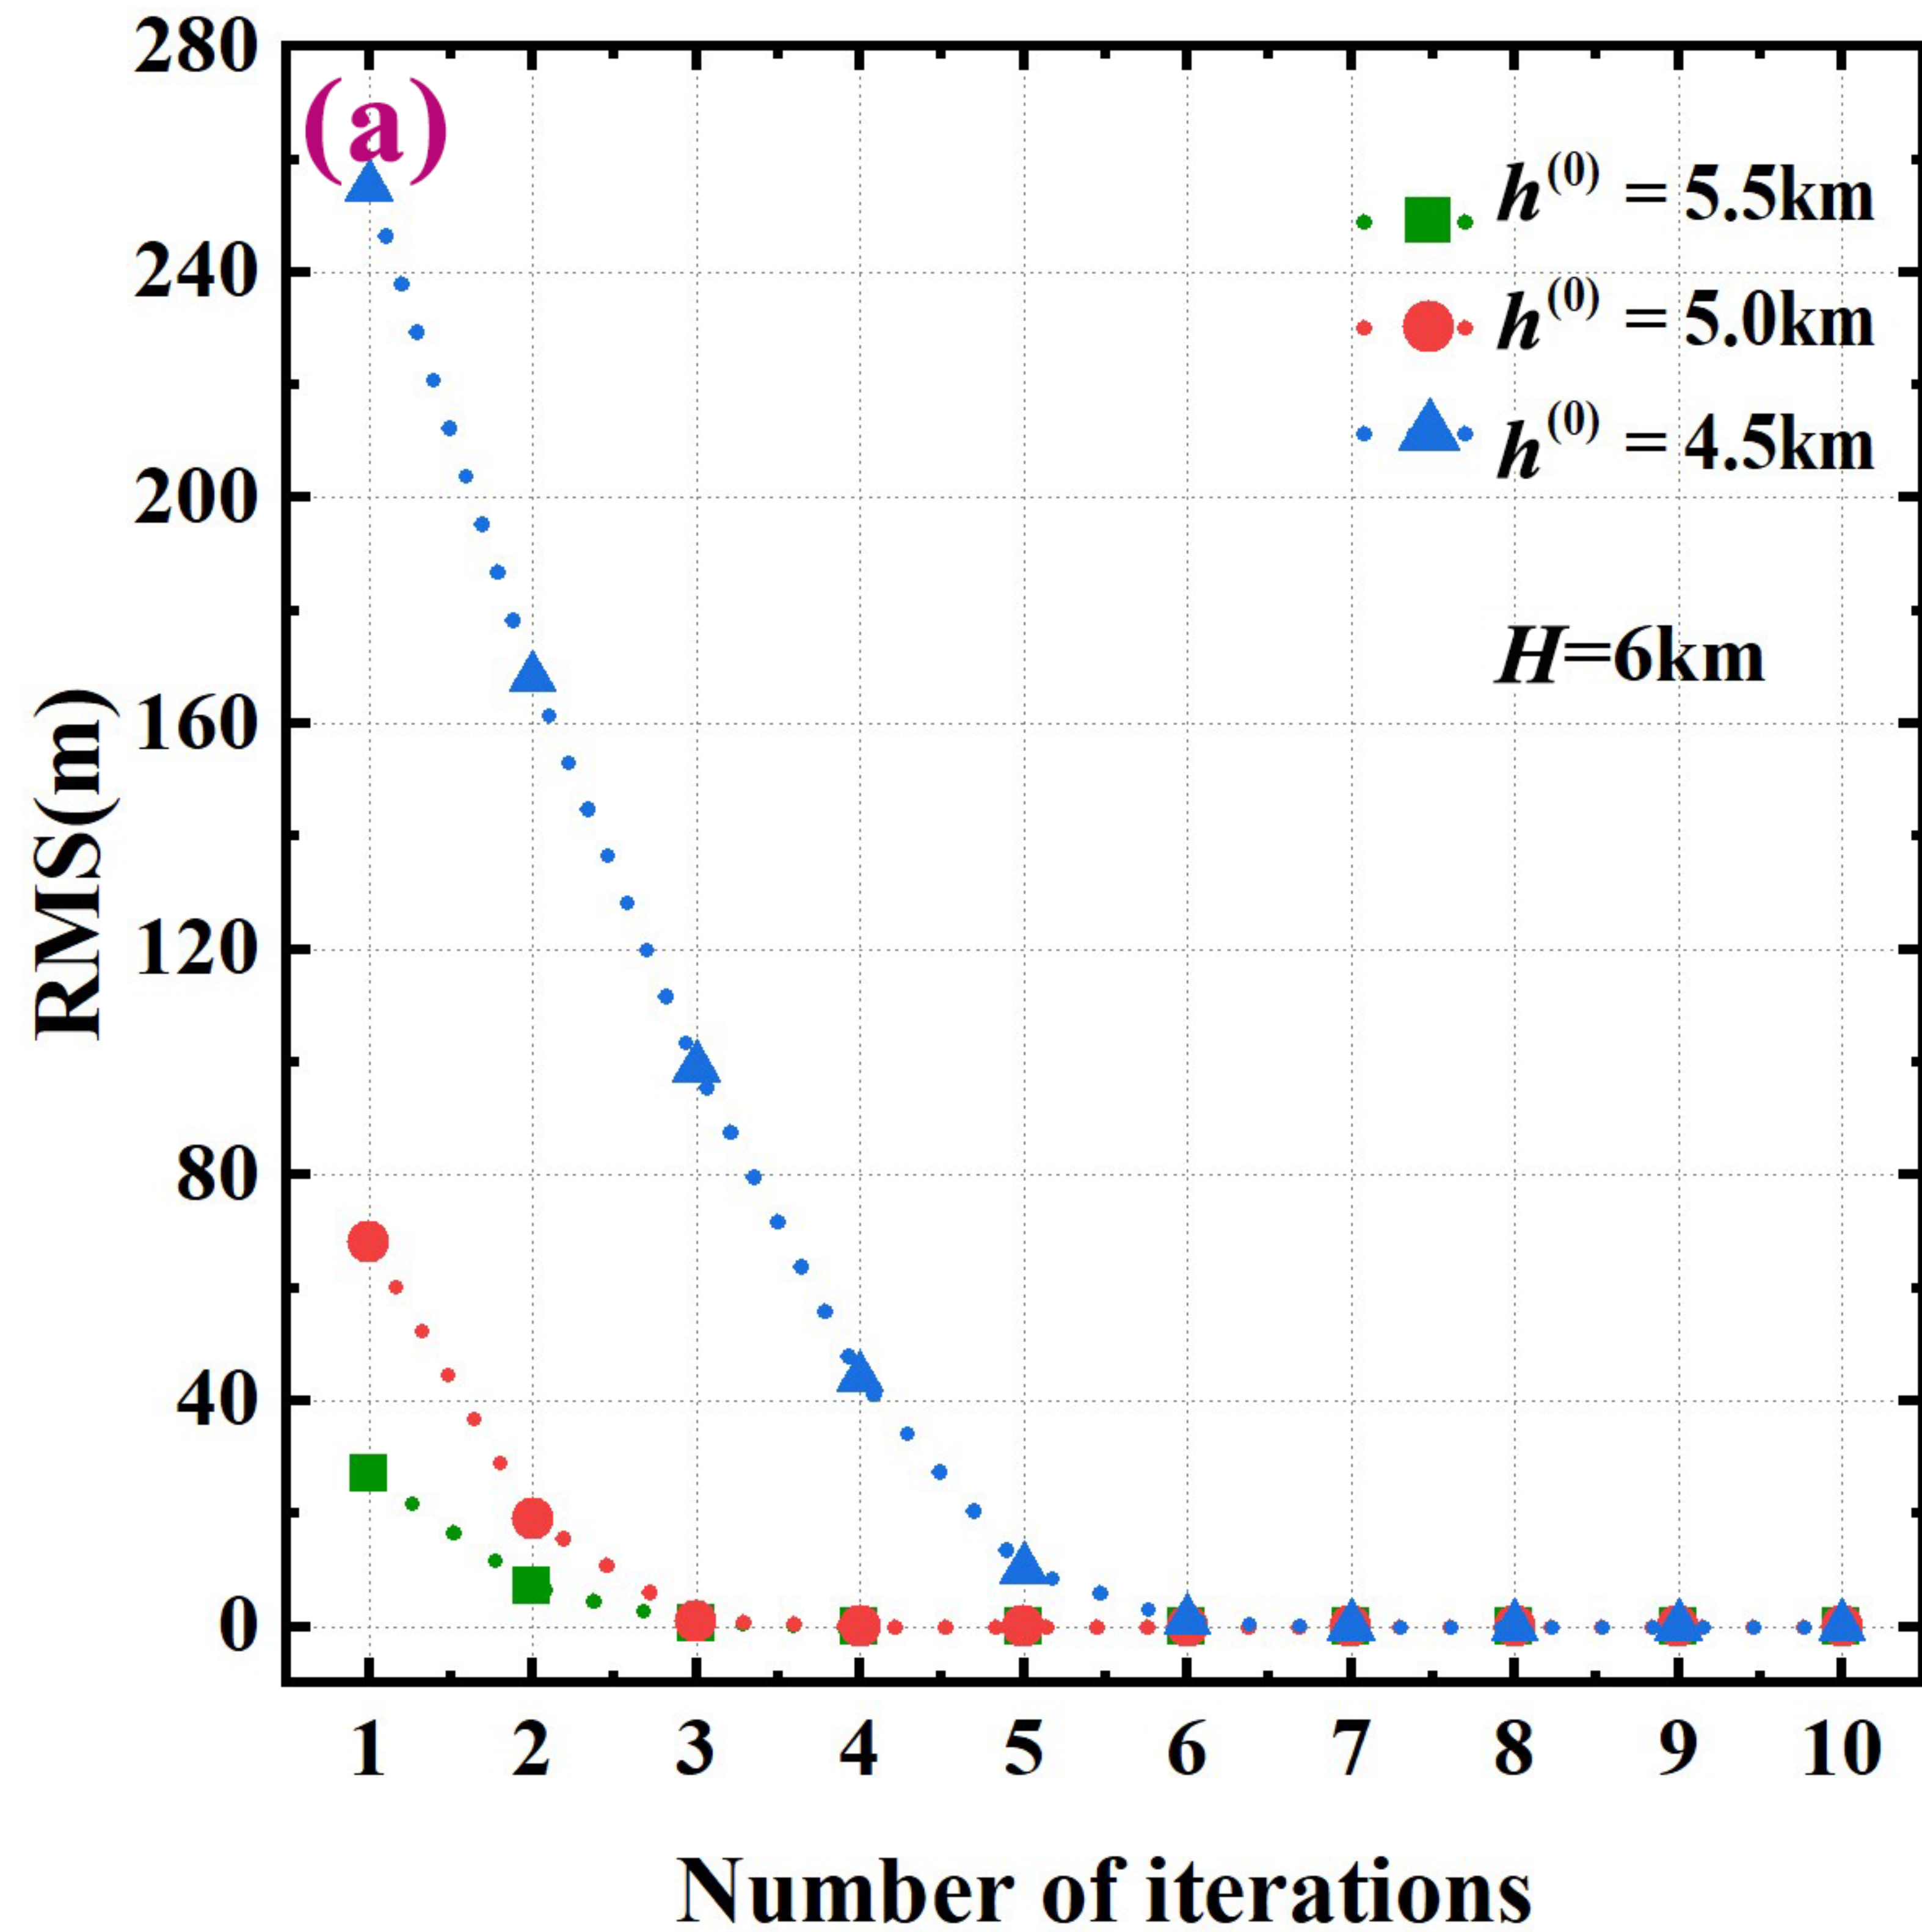 (a)
280
240
200
160
120
80
40
0
RMS(m)
h(0) = 5.5km
h(0) = 5.0km
h(0) = 4.5km
H=6km
1 2 3 4 5 6 7 8 9 10
Number of iterations